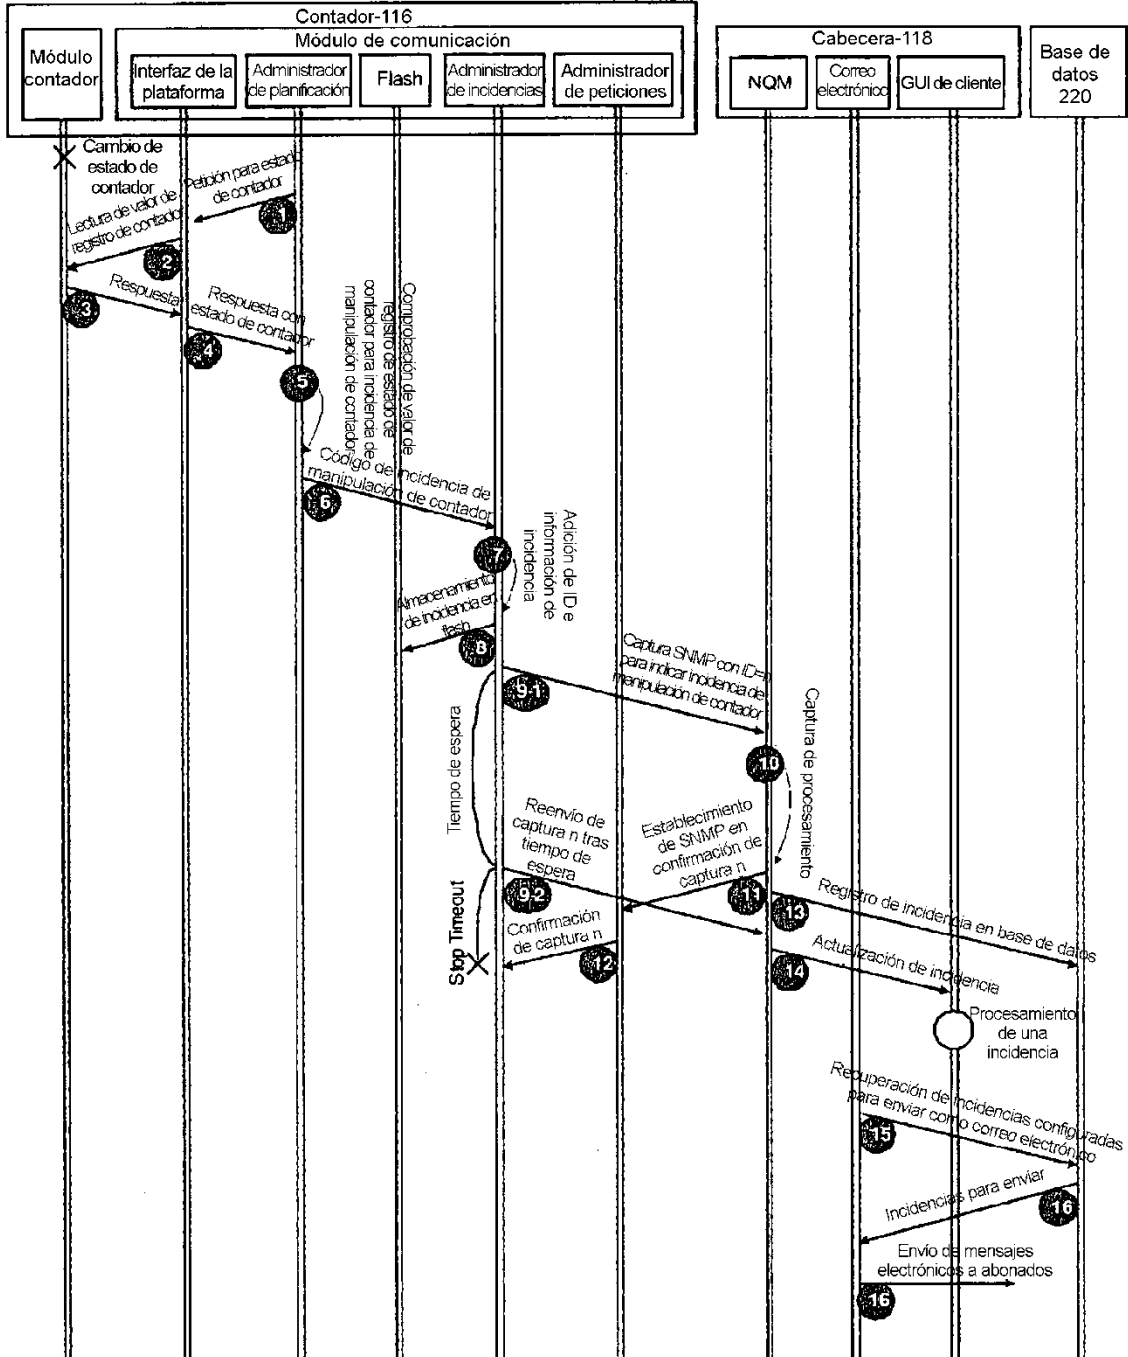 Contador-116
Módulo
contador
Módulo de comunicación
Interfaz de la
plataforma
Administrador
de planificación
Flash
Administrador
de incidencias
Administrador
de peticiones
Cabecera-118
NQM
Correo
electrónico
GUI de cliente
Base de
datos
220
Cambio de
estado de
contador
Petición para estado
de contador
1
Lectura de valor de
registro de contador
2
Respuesta
3
Respuesta con
estado de contador
4
5
Comprobación de valor de
registro de estado de
contador para incidencia de
manipulación de contador
Código de incidencia de
manipulación de contador
6
7
Adición de ID e
información de
incidencia
Almacenamiento
de incidencia en
flash
8
Captura SNMP con ID=n
para indicar incidencia de
manipulación de contador
9-1
Tiempo de espera
10
Captura de procesamiento
Reenvío de
captura n tras
tiempo de
espera
9-2
Establecimiento
de SNMP en
confirmación de
captura n
11
Stop Timeout
Confirmación
de captura n
12
Registro de incidencia en base de datos
13
Actualización de incidencia
14
Procesamiento
de una
incidencia
Recuperación de incidencias configuradas
para enviar como correo electrónico
15
Incidencias para enviar
16
Envío de mensajes
electrónicos a abonados
16